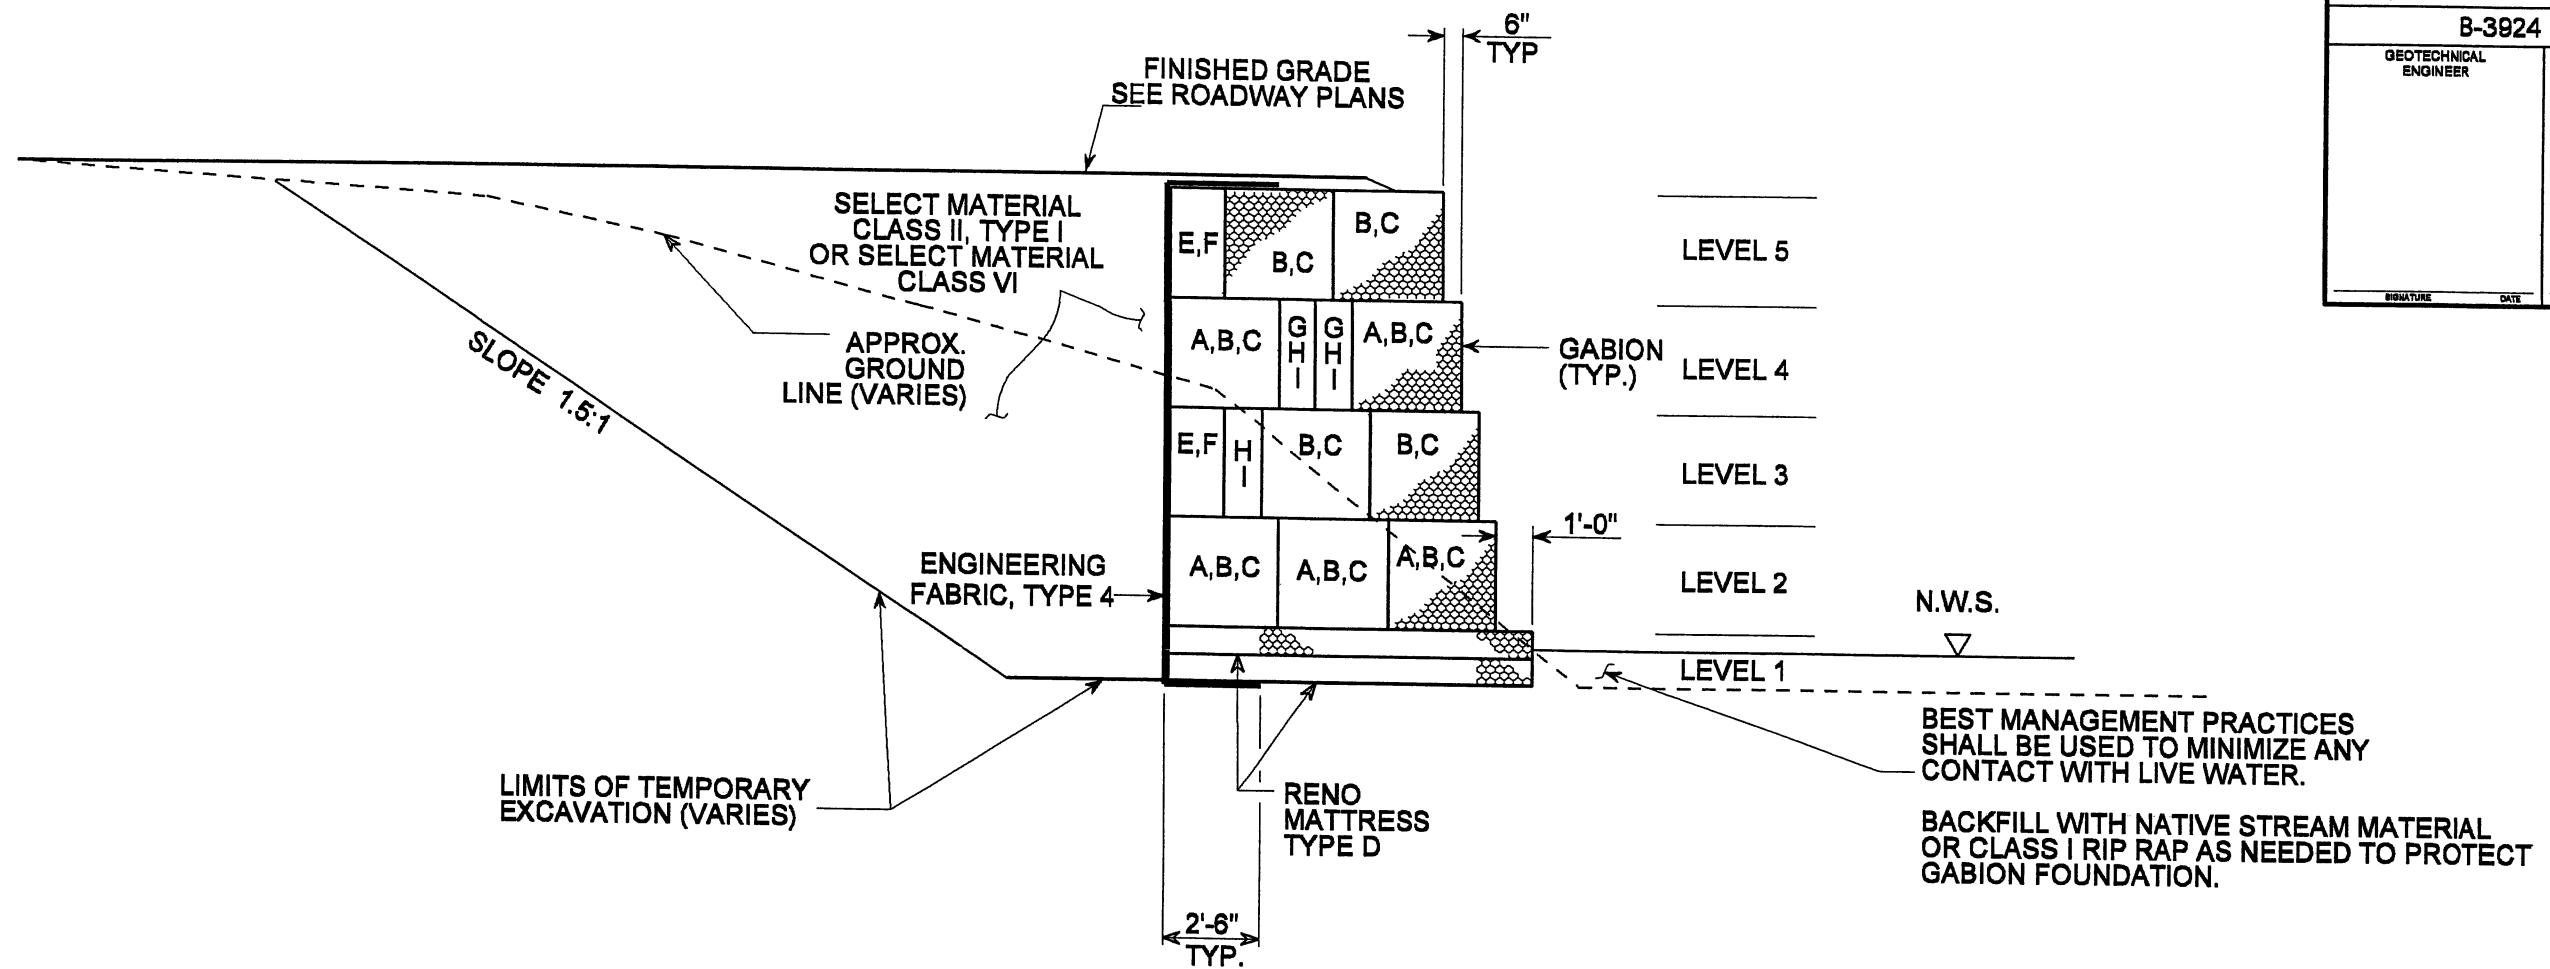 B-3924
GEOTECHNICAL
ENGINEER
SIGNATURE DATE
6"
TYP
FINISHED GRADE
SEE ROADWAY PLANS
SELECT MATERIAL
CLASS II, TYPE I
OR SELECT MATERIAL
CLASS VI
E,F
B,C
B,C
LEVEL 5
APPROX.
GROUND
LINE (VARIES)
SLOPE 1.5:1
A,B,C
G
H
I
G
H
I
A,B,C
GABION
(TYP.)
LEVEL 4
E,F
H
I
B,C
B,C
LEVEL 3
1'-0"
ENGINEERING
FABRIC, TYPE 4
A,B,C
A,B,C
A,B,C
LEVEL 2
N.W.S.
LEVEL 1
BEST MANAGEMENT PRACTICES
SHALL BE USED TO MINIMIZE ANY
CONTACT WITH LIVE WATER.
BACKFILL WITH NATIVE STREAM MATERIAL
OR CLASS I RIP RAP AS NEEDED TO PROTECT
GABION FOUNDATION.
LIMITS OF TEMPORARY
EXCAVATION (VARIES)
RENO
MATTRESS
TYPE D
2'-6"
TYP.